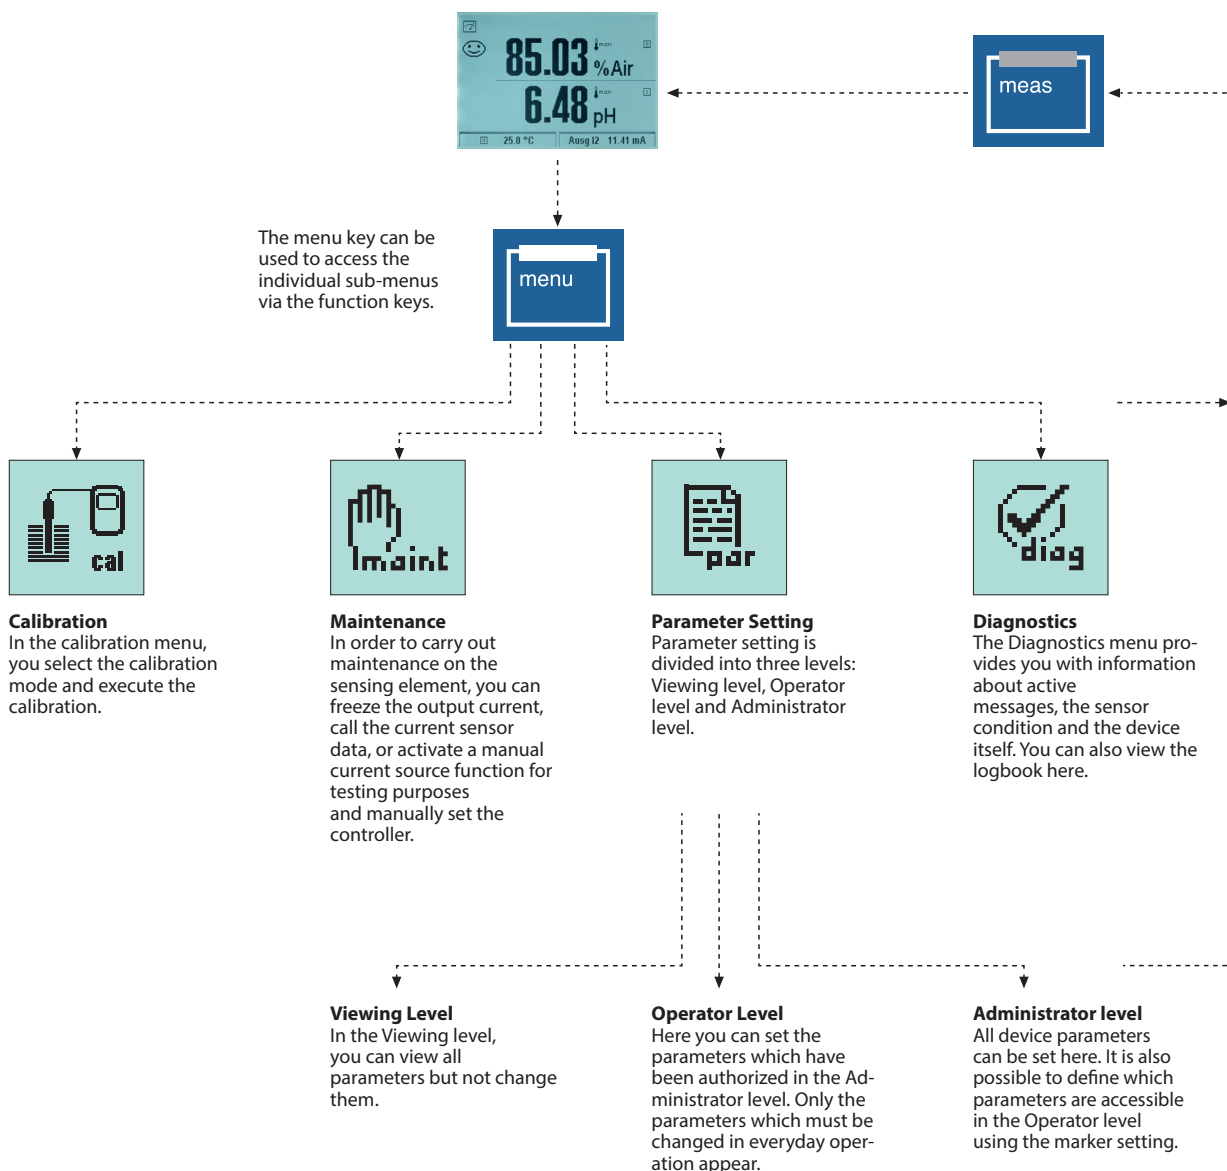 85.03 %Air
man
6.48 pH
man
25.0 °C
Ausg I2 11.41 mA
meas
The menu key can be
used to access the
individual sub-menus
via the function keys.
menu
cal
maint
par
diag
Calibration
In the calibration menu,
you select the calibration
mode and execute the
calibration.
Maintenance
In order to carry out
maintenance on the
sensing element, you can
freeze the output current,
call the current sensor
data, or activate a manual
current source function for
testing purposes
and manually set the
controller.
Parameter Setting
Parameter setting is
divided into three levels:
Viewing level, Operator
level and Administrator
level.
Diagnostics
The Diagnostics menu pro-
vides you with information
about active
messages, the sensor
condition and the device
itself. You can also view the
logbook here.
Viewing Level
In the Viewing level,
you can view all
parameters but not change
them.
Operator Level
Here you can set the
parameters which have
been authorized in the Ad-
ministrator level. Only the
parameters which must be
changed in everyday oper-
ation appear.
Administrator level
All device parameters
can be set here. It is also
possible to define which
parameters are accessible
in the Operator level
using the marker setting.